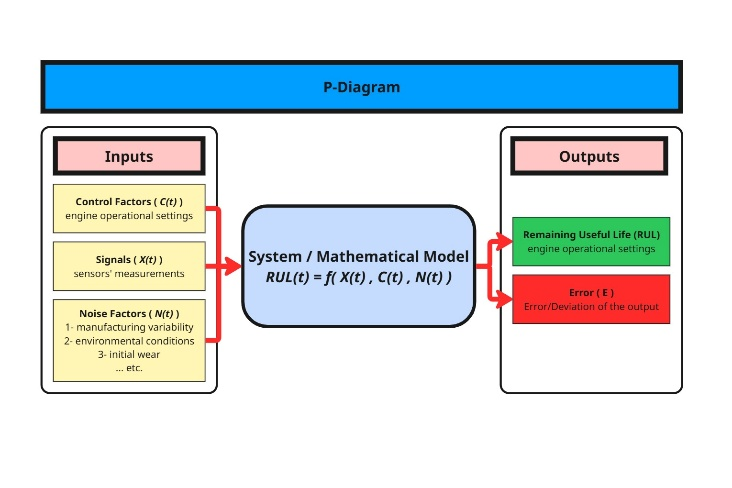 P-Diagram
Inputs
Control Factors ( C(t) )
engine operational settings
Signals ( X(t) )
sensors' measurements
Noise Factors ( N(t) )
1- manufacturing variability
2- environmental conditions
3- initial wear
... etc.
System / Mathematical Model
RUL(t) = f( X(t) , C(t) , N(t) )
Outputs
Remaining Useful Life (RUL)
engine operational settings
Error ( E )
Error/Deviation of the output